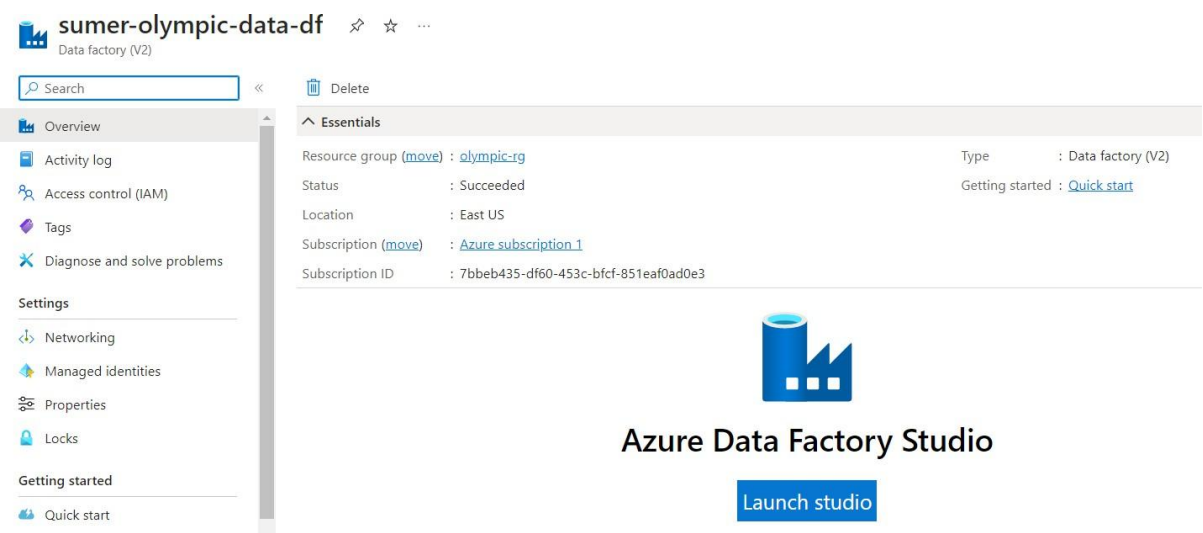 sumer-olympic-data-df
Data factory (V2)
Search
Overview
Activity log
Access control (IAM)
Tags
Diagnose and solve problems
Settings
Networking
Managed identities
Properties
Locks
Getting started
Quick start
Delete
Essentials
Resource group (move) : olympic-rg
Status : Succeeded
Location : East US
Subscription (move) : Azure subscription 1
Subscription ID : 7bbeb435-df60-453c-bfcf-851eaf0ad0e3
Type : Data factory (V2)
Getting started : Quick start
Azure Data Factory Studio
Launch studio